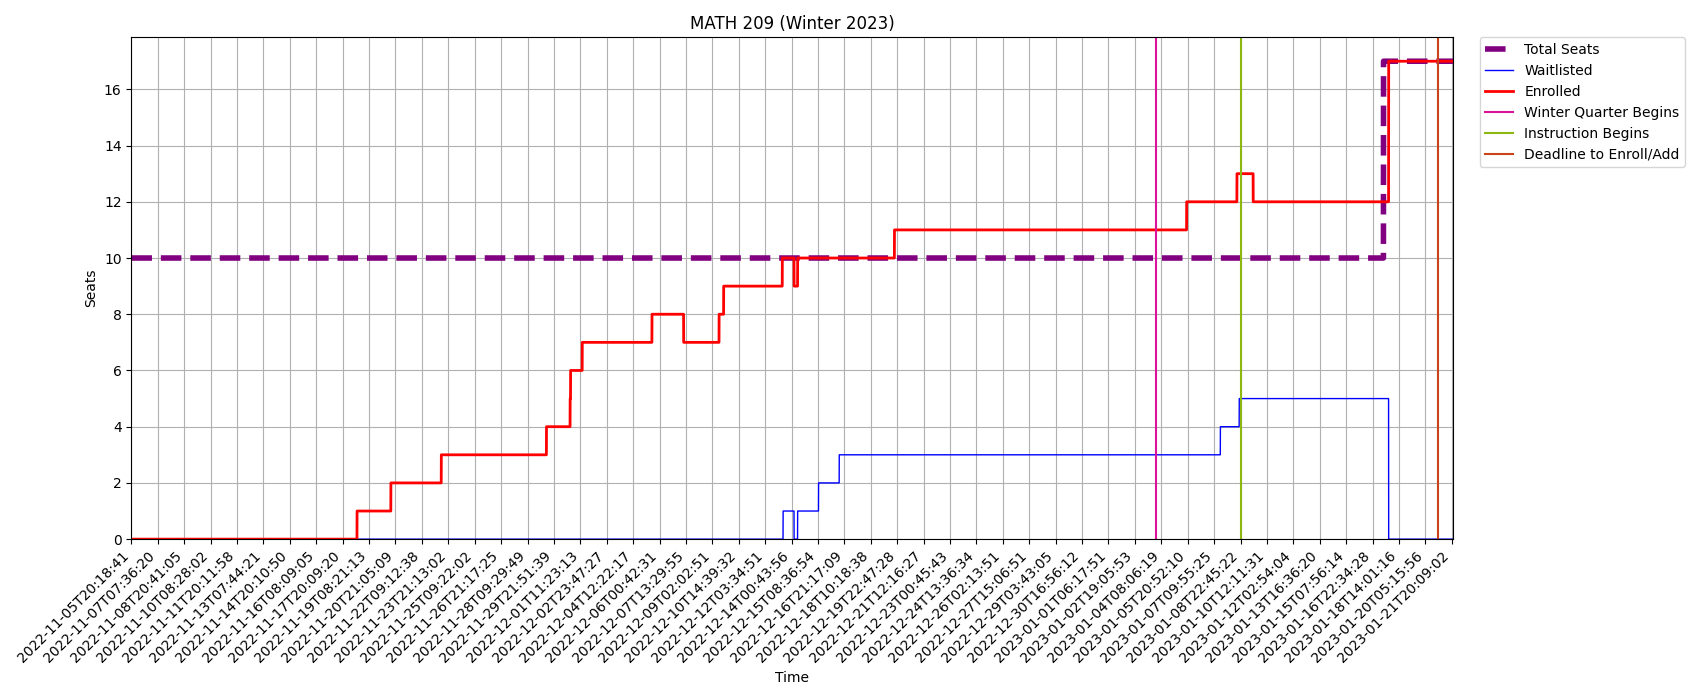 MATH 209 (Winter 2023)
Total Seats
Waitlisted
Enrolled
Winter Quarter Begins
Instruction Begins
Deadline to Enroll/Add
Seats
16
14
12
10
8
6
4
2
0
2022-11-05T20:18:41
2022-11-07T07:36:20
2022-11-08T20:41:05
2022-11-10T08:28:02
2022-11-11T20:11:58
2022-11-13T07:44:21
2022-11-14T20:10:50
2022-11-16T08:09:05
2022-11-17T20:09:20
2022-11-19T08:21:13
2022-11-20T21:05:09
2022-11-22T09:12:38
2022-11-23T21:13:02
2022-11-25T09:22:02
2022-11-26T21:17:25
2022-11-28T09:29:49
2022-11-29T21:51:39
2022-12-01T11:23:13
2022-12-02T23:47:27
2022-12-04T12:22:17
2022-12-06T00:42:31
2022-12-07T13:29:55
2022-12-09T02:02:51
2022-12-10T14:39:32
2022-12-12T03:34:51
2022-12-14T00:43:56
2022-12-15T08:36:54
2022-12-16T21:17:09
2022-12-18T10:18:38
2022-12-19T22:47:28
2022-12-21T12:16:27
2022-12-23T00:45:43
2022-12-24T13:36:34
2022-12-26T02:13:51
2022-12-27T15:06:51
2022-12-29T03:43:05
2022-12-30T16:56:12
2023-01-01T06:17:51
2023-01-02T19:05:53
2023-01-04T08:06:19
2023-01-05T20:52:10
2023-01-07T09:55:25
2023-01-08T22:45:22
2023-01-10T12:11:31
2023-01-12T02:54:04
2023-01-13T16:36:20
2023-01-15T07:56:14
2023-01-16T22:34:28
2023-01-18T14:01:16
2023-01-20T05:15:56
2023-01-21T20:09:02
Time